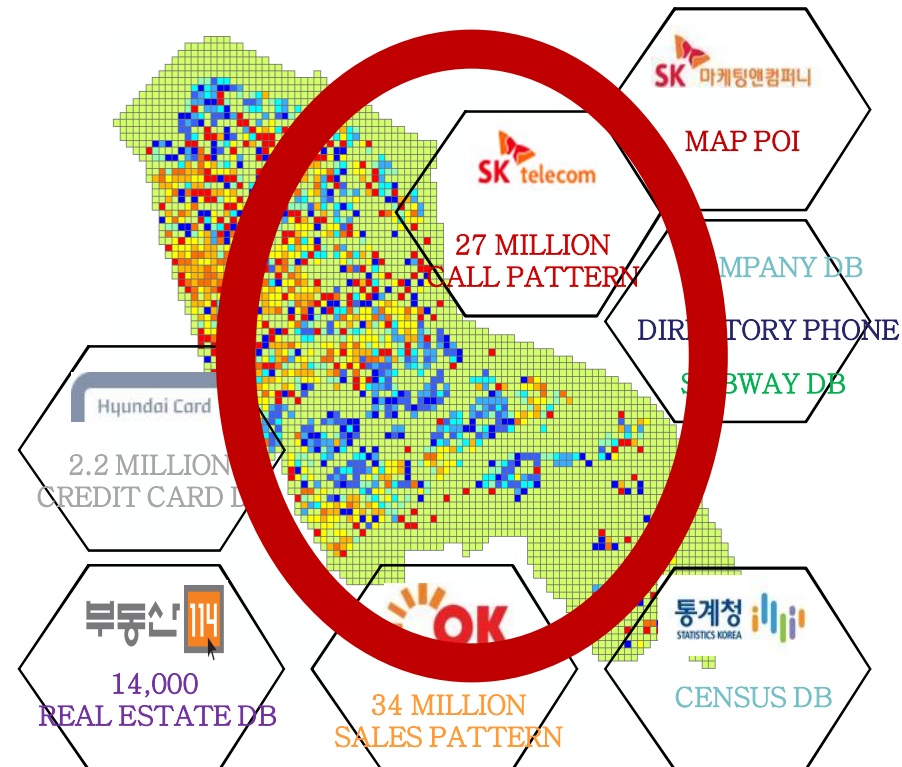 SK 마케팅앤컴퍼니
MAP POI
SK telecom
27 MILLION
CALL PATTERN
MPANY DB
DIRECTORY PHONE
SUBWAY DB
Hyundai Card
2.2 MILLION
CREDIT CARD
부동산 114
14,000
REAL ESTATE DB
OK
34 MILLION
SALES PATTERN
통계청
STATISTICS KOREA
CENSUS DB